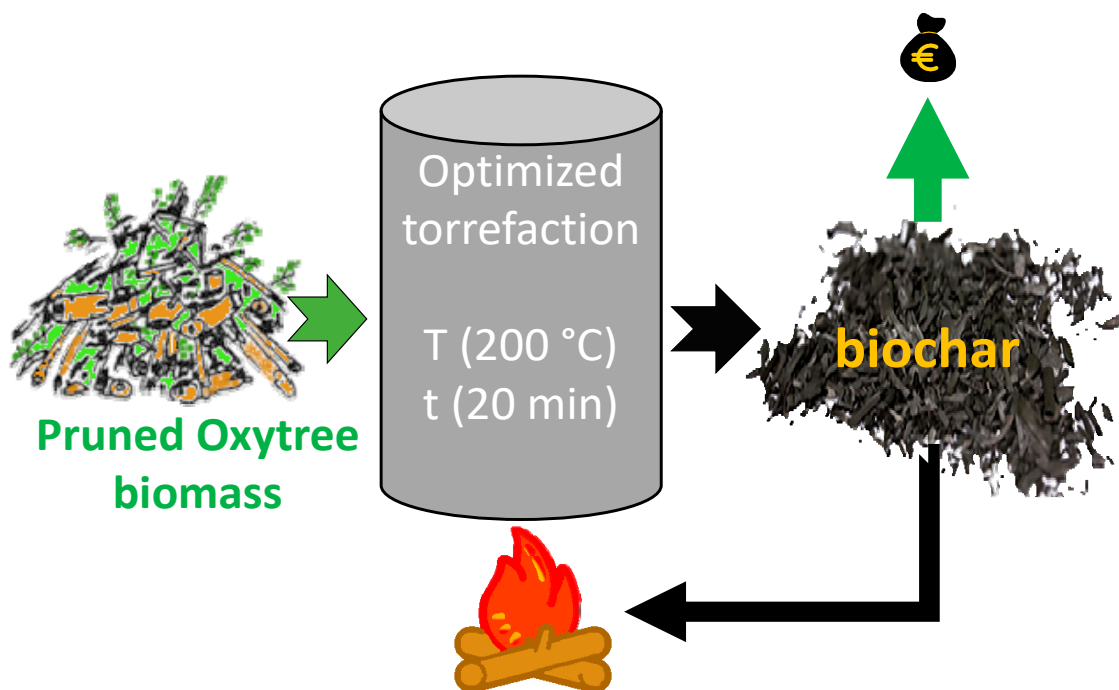 €
Optimized
torrefaction
T (200 °C)
t (20 min)
Pruned Oxytree
biomass
biochar